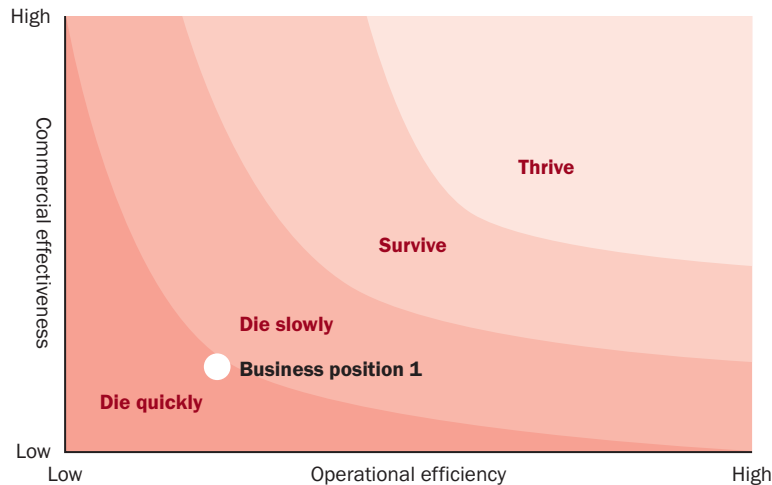 High
Commercial effectiveness
Thrive
Survive
Die slowly
Business position 1
Die quickly
Low
Low
Operational efficiency
High